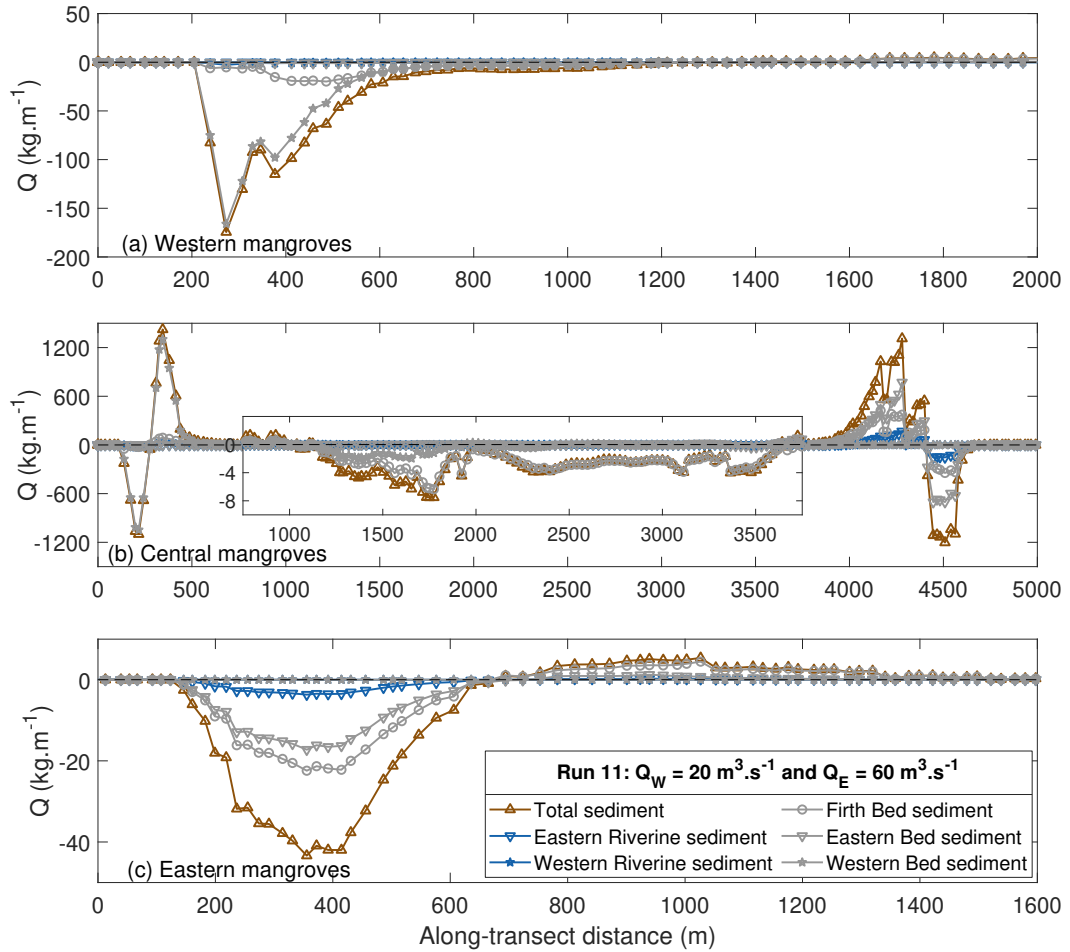 50
0
-50
-100
-150
-200
Q (kg.m⁻¹)
(a) Western mangroves
0 200 400 600 800 1000 1200 1400 1600 1800 2000
1200
600
0
-600
-1200
Q (kg.m⁻¹)
0
-4
-8
1000 1500 2000 2500 3000 3500
(b) Central mangroves
0 500 1000 1500 2000 2500 3000 3500 4000 4500 5000
0
-20
-40
Q (kg.m⁻¹)
Run 11: Q_W = 20 m³.s⁻¹ and Q_E = 60 m³.s⁻¹
Total sediment
Eastern Riverine sediment
Western Riverine sediment
Firth Bed sediment
Eastern Bed sediment
Western Bed sediment
(c) Eastern mangroves
0 200 400 600 800 1000 1200 1400 1600
Along-transect distance (m)